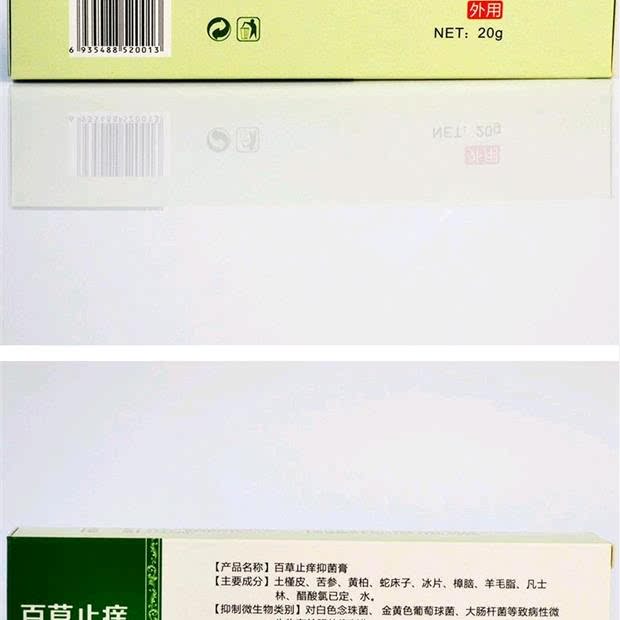 外用
6 935488 520013
NET: 20g
【产品名称】百草止痒抑菌膏
【主要成分】土槿皮、苦参、黄柏、蛇床子、冰片、樟脑、羊毛脂、凡士
林、醋酸氯已定、水。
百草止痒
【抑制微生物类别】对白色念珠菌、金黄色葡萄球菌、大肠杆菌等致病性微